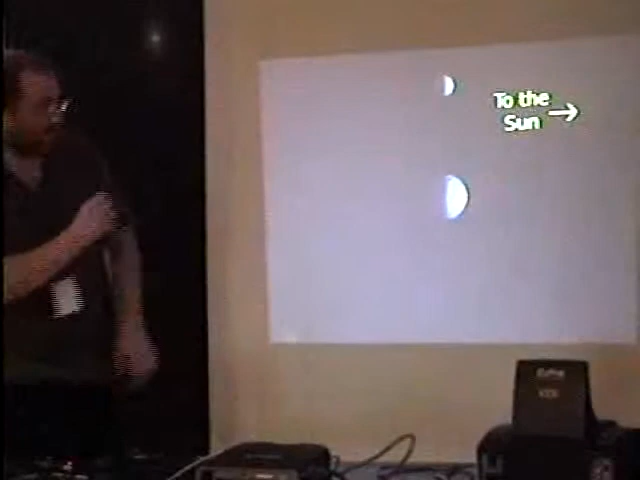 To the
Sun →